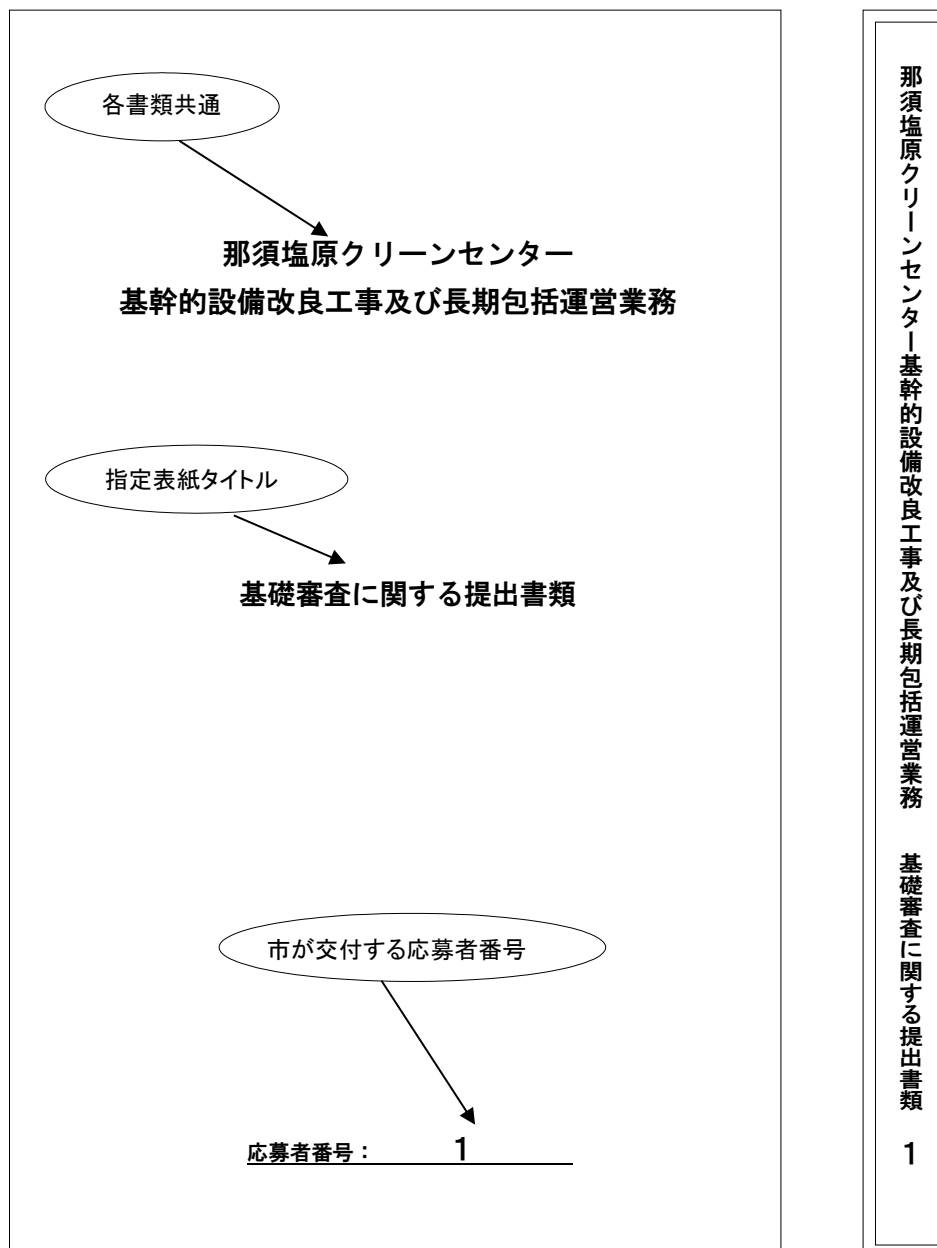 各書類共通
那須塩原クリーンセンター
基幹的設備改良工事及び長期包括運営業務
指定表紙タイトル
基礎審査に関する提出書類
市が交付する応募者番号
応募者番号： 1
那須塩原クリーンセンター基幹的設備改良工事及び長期包括運営業務 基礎審査に関する提出書類 1